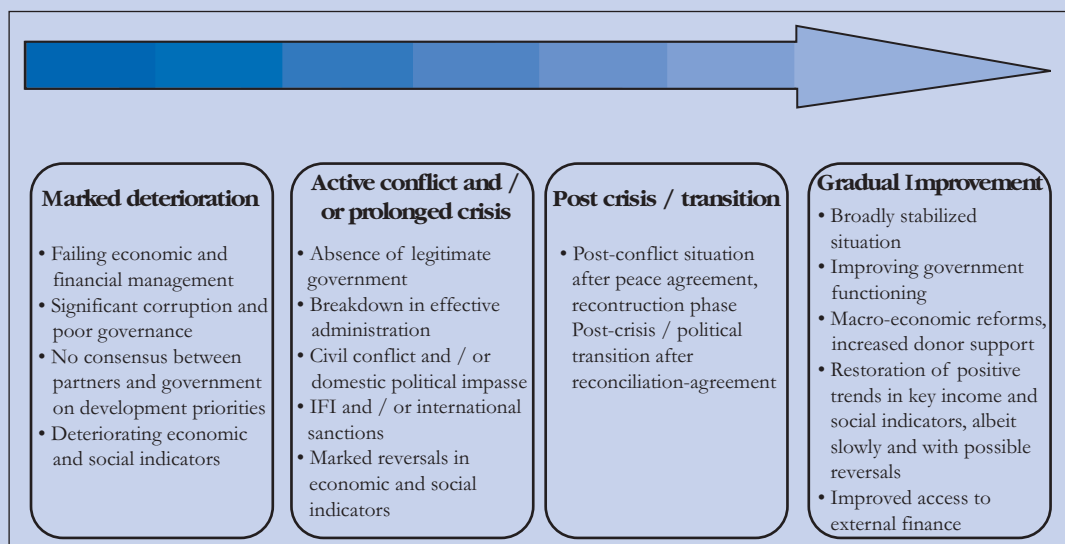 Marked deterioration
• Failing economic and
financial management
• Significant corruption and
poor governance
• No consensus between
partners and government
on development priorities
• Deteriorating economic
and social indicators
Active conflict and /
or prolonged crisis
• Absence of legitimate
government
• Breakdown in effective
administration
• Civil conflict and / or
domestic political impasse
• IFI and / or international
sanctions
• Marked reversals in
economic and social
indicators
Post crisis / transition
• Post-conflict situation
after peace agreement,
recontruction phase
Post-crisis / political
transition after
reconciliation-agreement
Gradual Improvement
• Broadly stabilized
situation
• Improving government
functioning
• Macro-economic reforms,
increased donor support
• Restoration of positive
trends in key income and
social indicators, albeit
slowly and with possible
reversals
• Improved access to
external finance